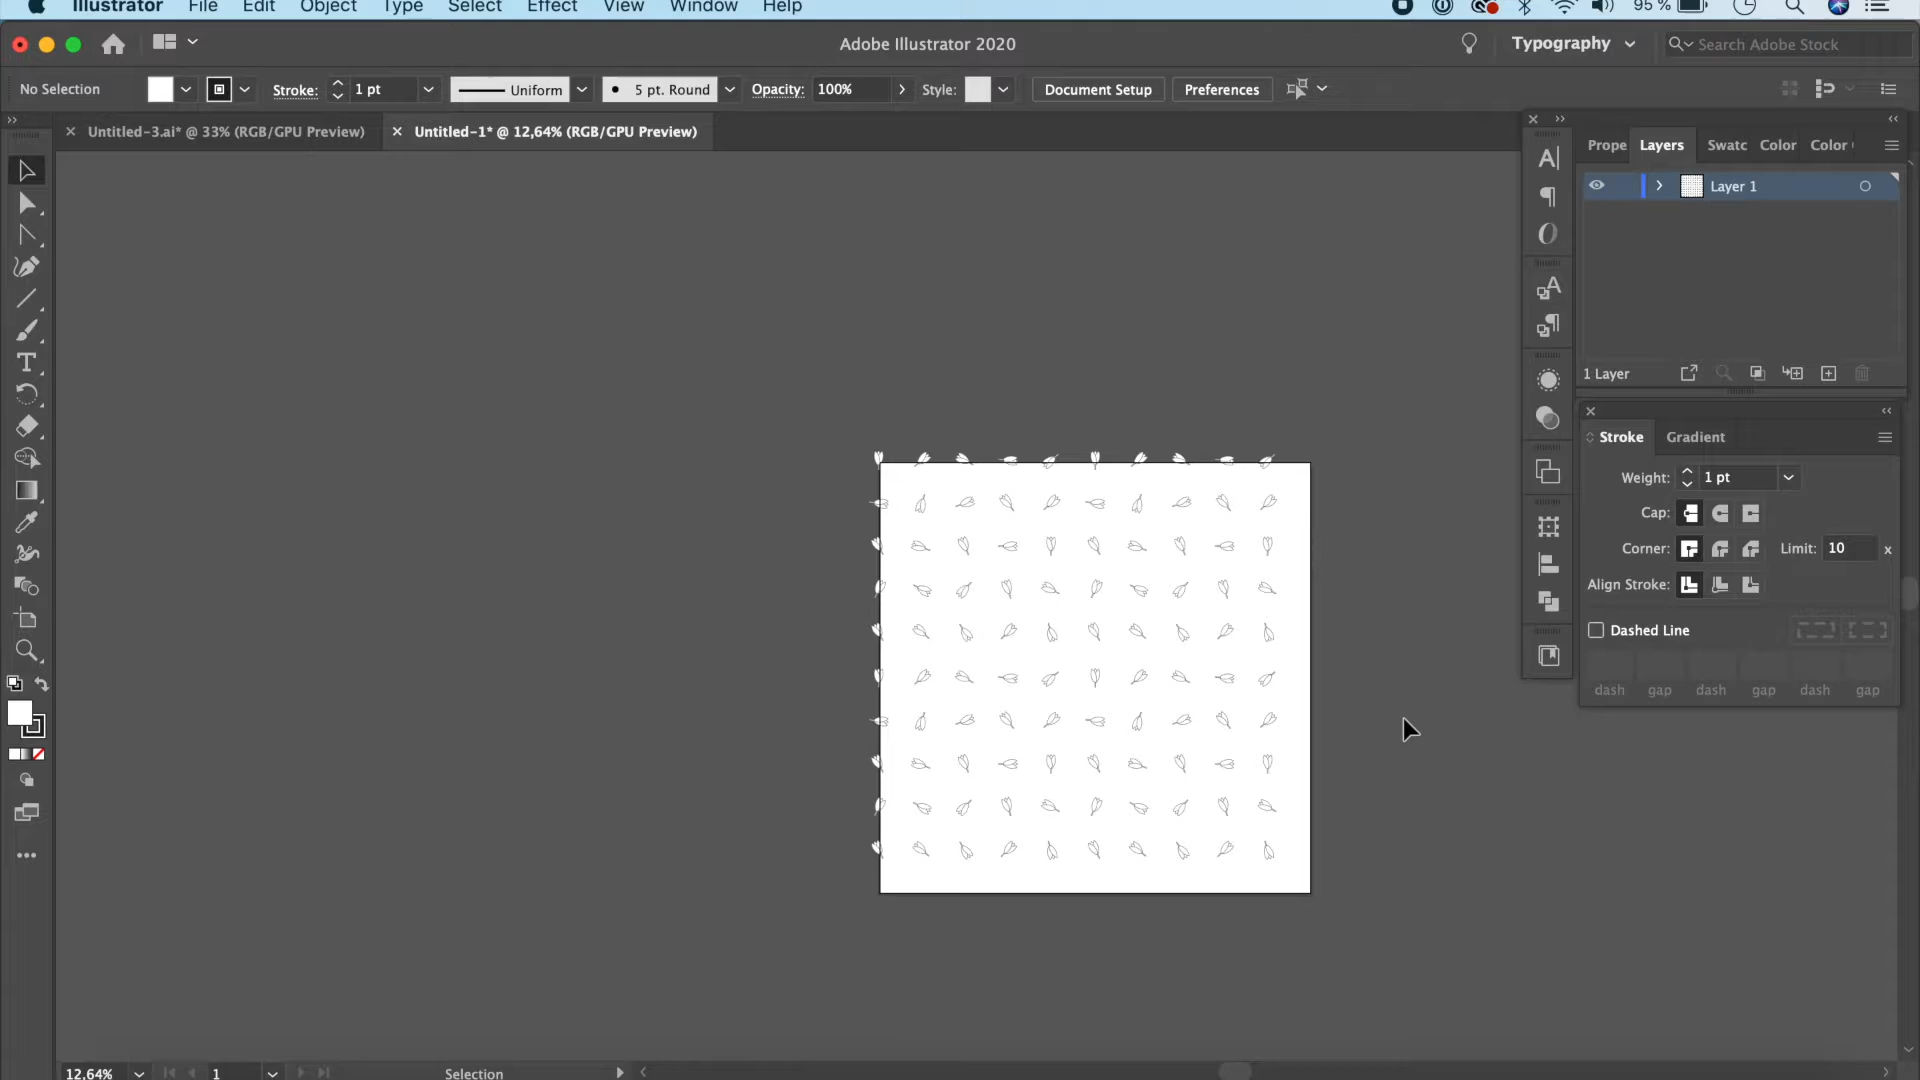 Illustrator File Edit Object Type Select Effect View Window Help 95 %
Adobe Illustrator 2020 Typography Search Adobe Stock
No Selection Stroke: 1 pt Uniform 5 pt. Round Opacity: 100% Style: Document Setup Preferences
Untitled-3.ai* @ 33% (RGB/GPU Preview) Untitled-1* @ 12,64% (RGB/GPU Preview)
Prope Layers Swatc Color Color
Layer 1
1 Layer
Stroke Gradient
Weight: 1 pt
Cap:
Corner: Limit: 10 x
Align Stroke:
Dashed Line
dash gap dash gap dash gap
12,64% 1 Selection